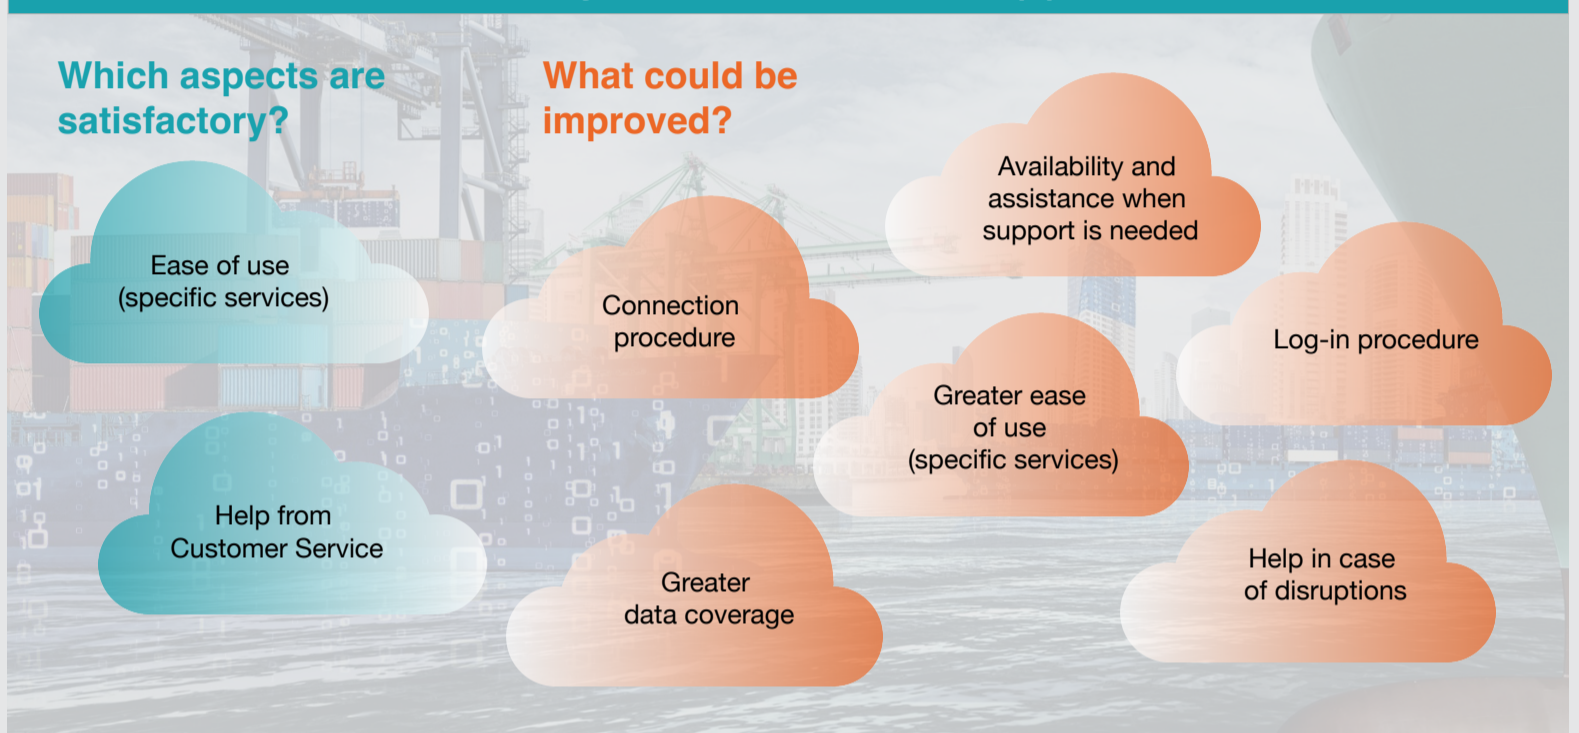 Which aspects are
satisfactory?
Ease of use
(specific services)
Help from
Customer Service
What could be
improved?
Connection
procedure
Greater
data coverage
Availability and
assistance when
support is needed
Greater ease
of use
(specific services)
Log-in procedure
Help in case
of disruptions